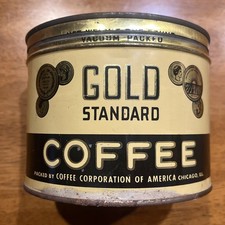 VACUUM PACKED
GOLD
STANDARD
COFFEE
PACKED BY COFFEE CORPORATION OF AMERICA CHICAGO, ILL.